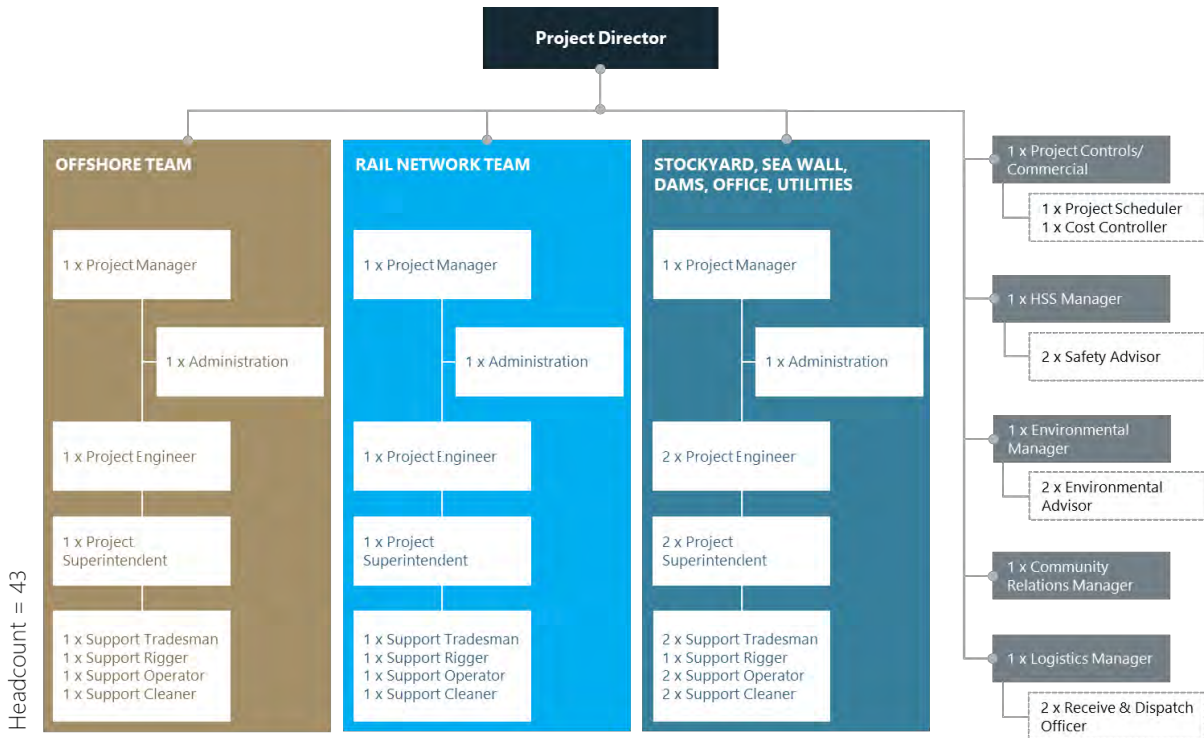 Project Director
OFFSHORE TEAM
1 x Project Manager
1 x Administration
1 x Project Engineer
1 x Project
Superintendent
1 x Support Tradesman
1 x Support Rigger
1 x Support Operator
1 x Support Cleaner
RAIL NETWORK TEAM
1 x Project Manager
1 x Administration
1 x Project Engineer
1 x Project
Superintendent
1 x Support Tradesman
1 x Support Rigger
1 x Support Operator
1 x Support Cleaner
STOCKYARD, SEA WALL,
DAMS, OFFICE, UTILITIES
1 x Project Manager
1 x Administration
2 x Project Engineer
2 x Project
Superintendent
2 x Support Tradesman
1 x Support Rigger
2 x Support Operator
2 x Support Cleaner
1 x Project Controls/
Commercial
1 x Project Scheduler
1 x Cost Controller
1 x HSS Manager
2 x Safety Advisor
1 x Environmental
Manager
2 x Environmental
Advisor
1 x Community
Relations Manager
1 x Logistics Manager
2 x Receive & Dispatch
Officer
Headcount = 43